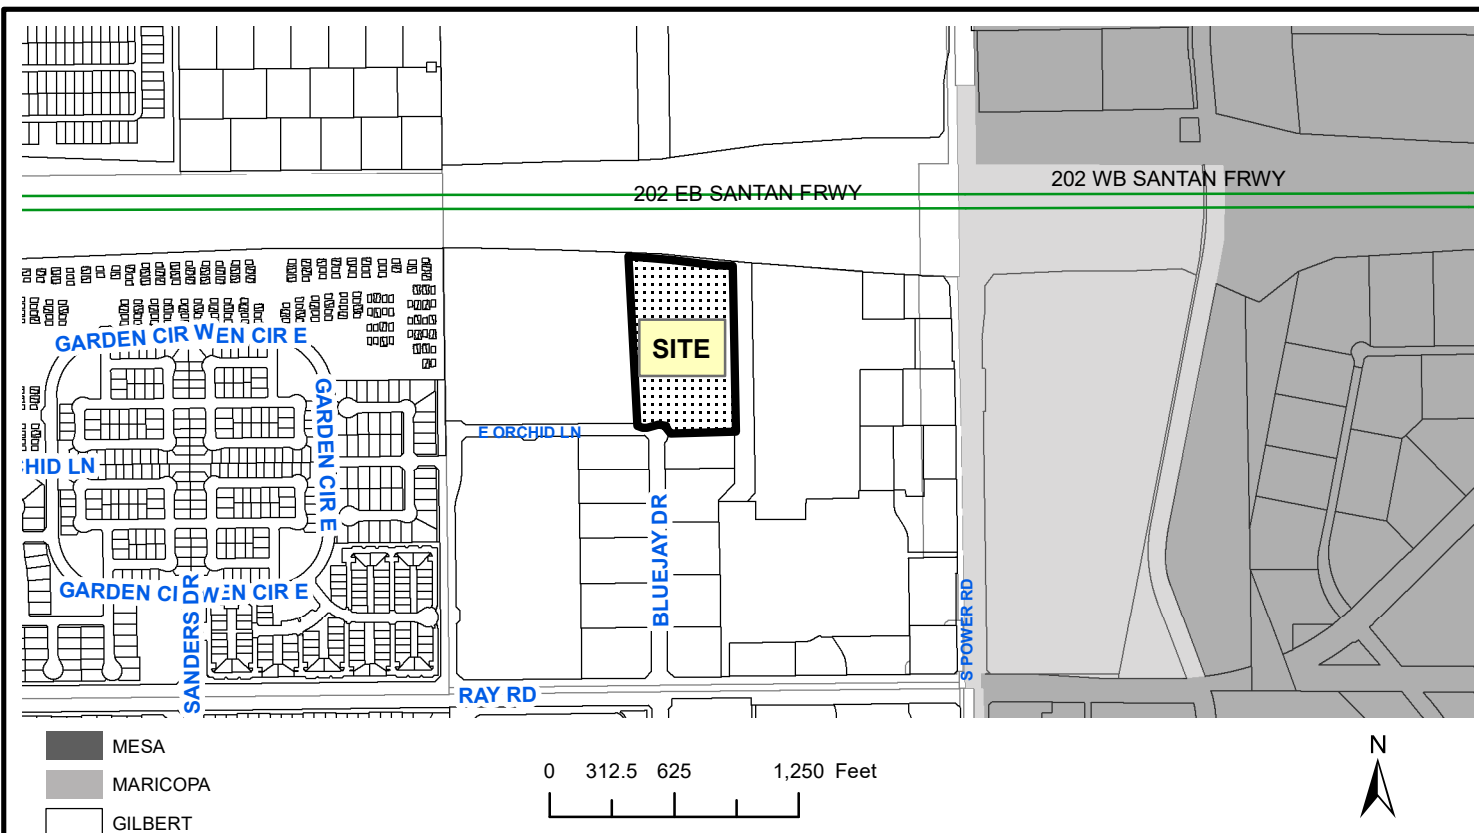 202 EB SANTAN FRWY
202 WB SANTAN FRWY
GARDEN CIR W
EN CIR E
SITE
GARDEN CIR E
E ORCHID LN
CHID LN
BLUEJAY DR
GARDEN CI
W
EN CIR E
SANDERS DR
S POWER RD
RAY RD
MESA
MARICOPA
GILBERT
0 312.5 625 1,250 Feet
N